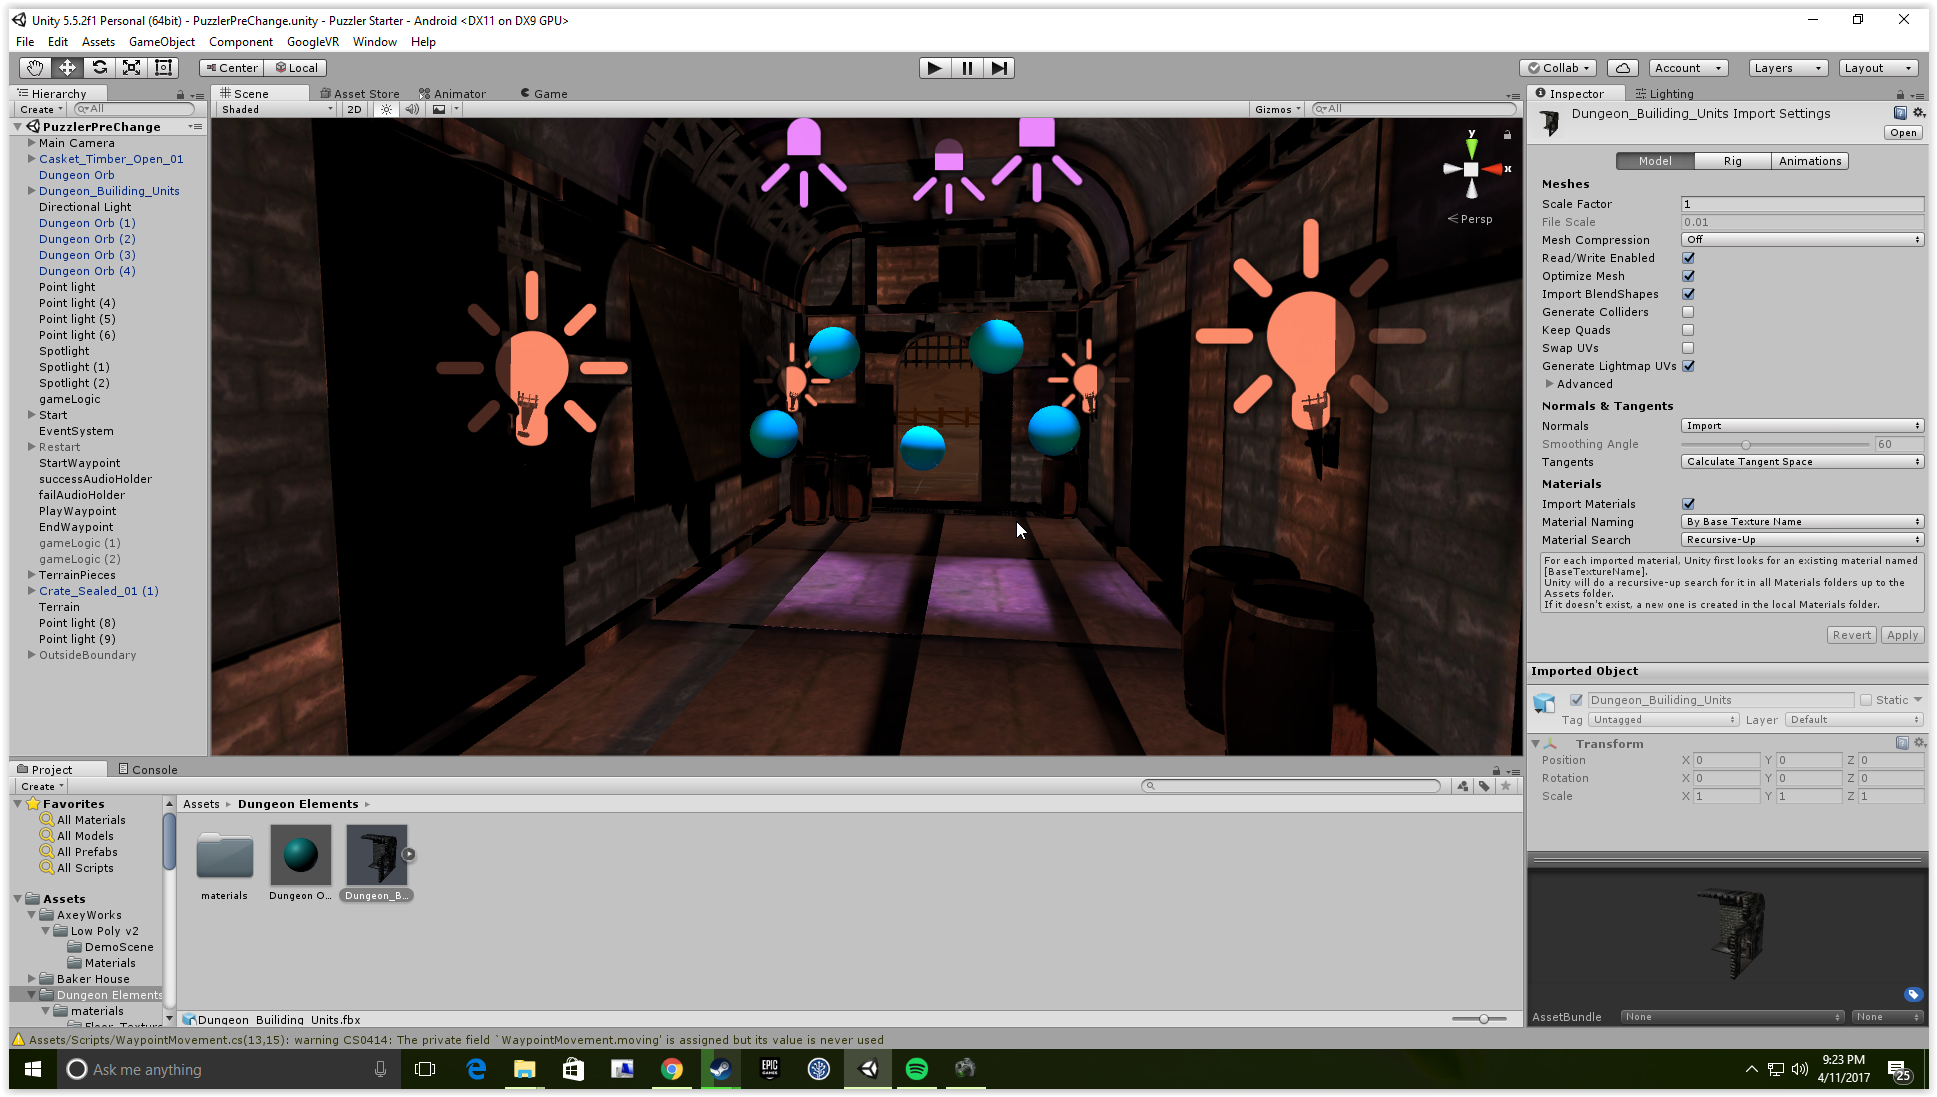 Unity 5.5.2f1 Personal (64bit) - PuzzlerPreChange.unity - Puzzler Starter - Android <DX11 on DX9 GPU>
File Edit Assets GameObject Component GoogleVR Window Help
Center Local
Collab Account Layers Layout
Hierarchy
Create All
PuzzlerPreChange
Main Camera
Casket_Timber_Open_01
Dungeon Orb
Dungeon_Builiding_Units
Directional Light
Dungeon Orb (1)
Dungeon Orb (2)
Dungeon Orb (3)
Dungeon Orb (4)
Point light
Point light (4)
Point light (5)
Point light (6)
Spotlight
Spotlight (1)
Spotlight (2)
gameLogic
Start
EventSystem
Restart
StartWaypoint
successAudioHolder
failAudioHolder
PlayWaypoint
EndWaypoint
gameLogic (1)
gameLogic (2)
TerrainPieces
Crate_Sealed_01 (1)
Terrain
Point light (8)
Point light (9)
OutsideBoundary
Scene Asset Store Animator Game
Shaded 2D Gizmos All
y
x
Persp
Inspector Lighting
Dungeon_Builiding_Units Import Settings
Open
Model Rig Animations
Meshes
Scale Factor 1
File Scale 0.01
Mesh Compression Off
Read/Write Enabled
Optimize Mesh
Import BlendShapes
Generate Colliders
Keep Quads
Swap UVs
Generate Lightmap UVs
Advanced
Normals & Tangents
Normals Import
Smoothing Angle 60
Tangents Calculate Tangent Space
Materials
Import Materials
Material Naming By Base Texture Name
Material Search Recursive-Up
For each imported material, Unity first looks for an existing material named
[BaseTextureName].
Unity will do a recursive-up search for it in all Materials folders up to the
Assets folder.
If it doesn't exist, a new one is created in the local Materials folder.
Revert Apply
Imported Object
Dungeon_Builiding_Units Static
Tag Untagged Layer Default
Transform
Position X 0 Y 0 Z 0
Rotation X 0 Y 0 Z 0
Scale X 1 Y 1 Z 1
AssetBundle None None
Project Console
Create
Favorites
All Materials
All Models
All Prefabs
All Scripts
Assets
AxeyWorks
Low Poly v2
DemoScene
Materials
Baker House
Dungeon Elements
materials
Floor_Texture
Assets Dungeon Elements
materials Dungeon O... Dungeon_B...
Dungeon_Builiding_Units.fbx
Assets/Scripts/WaypointMovement.cs(13,15): warning CS0414: The private field `WaypointMovement.moving' is assigned but its value is never used
Ask me anything
EPIC
GAMES
9:23 PM
4/11/2017
25